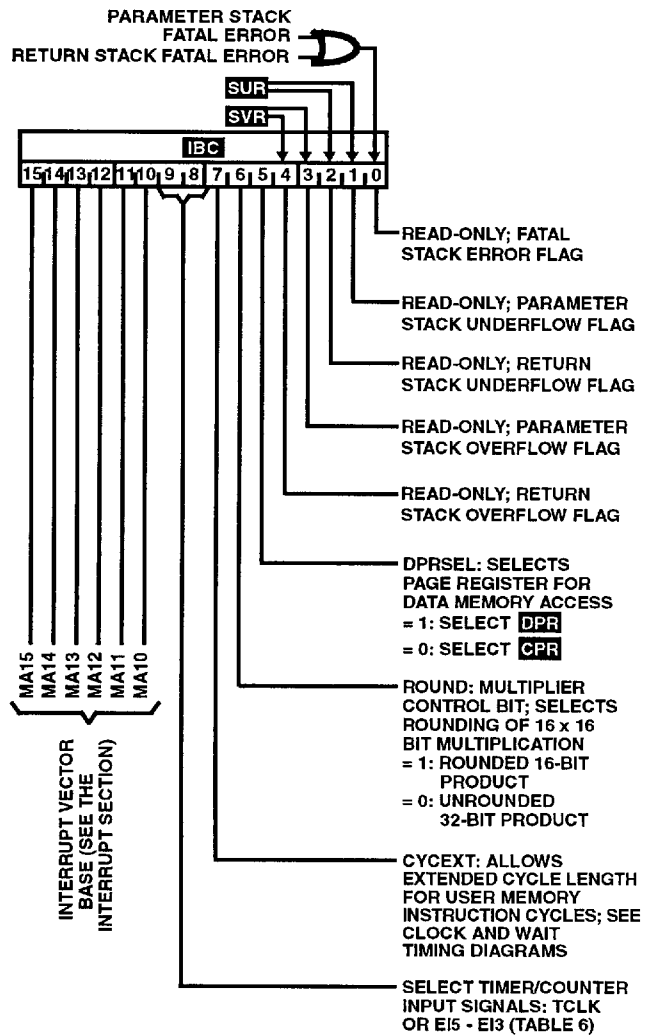 PARAMETER STACK
FATAL ERROR
RETURN STACK FATAL ERROR
SUR
SVR
IBC
15 14 13 12 11 10 9 8 7 6 5 4 3 2 1 0
READ-ONLY; FATAL
STACK ERROR FLAG
READ-ONLY; PARAMETER
STACK UNDERFLOW FLAG
READ-ONLY; RETURN
STACK UNDERFLOW FLAG
READ-ONLY; PARAMETER
STACK OVERFLOW FLAG
READ-ONLY; RETURN
STACK OVERFLOW FLAG
DPRSEL: SELECTS
PAGE REGISTER FOR
DATA MEMORY ACCESS
= 1: SELECT DPR
= 0: SELECT CPR
MA15
MA14
MA13
MA12
MA11
MA10
INTERRUPT VECTOR
BASE (SEE THE
INTERRUPT SECTION)
ROUND: MULTIPLIER
CONTROL BIT; SELECTS
ROUNDING OF 16 x 16
BIT MULTIPLICATION
= 1: ROUNDED 16-BIT
PRODUCT
= 0: UNROUNDED
32-BIT PRODUCT
CYCEXT: ALLOWS
EXTENDED CYCLE LENGTH
FOR USER MEMORY
INSTRUCTION CYCLES; SEE
CLOCK AND WAIT
TIMING DIAGRAMS
SELECT TIMER/COUNTER
INPUT SIGNALS: TCLK
OR EI5 - EI3 (TABLE 6)